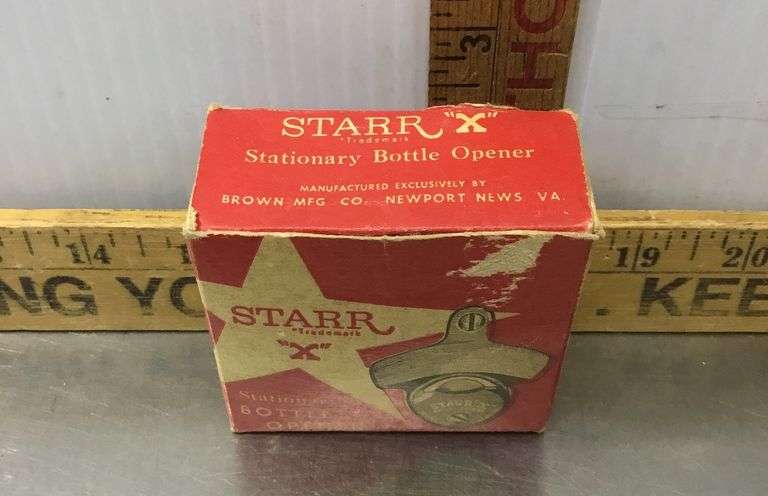 3
THO
STARR "X"
"Trademark
Stationary Bottle Opener
MANUFACTURED EXCLUSIVELY BY
BROWN MFG. CO. NEWPORT NEWS VA.
14
19
20
NG YO
. KEE
STARR
"Trademark
"X"
BOTTLE
STARR
"X"